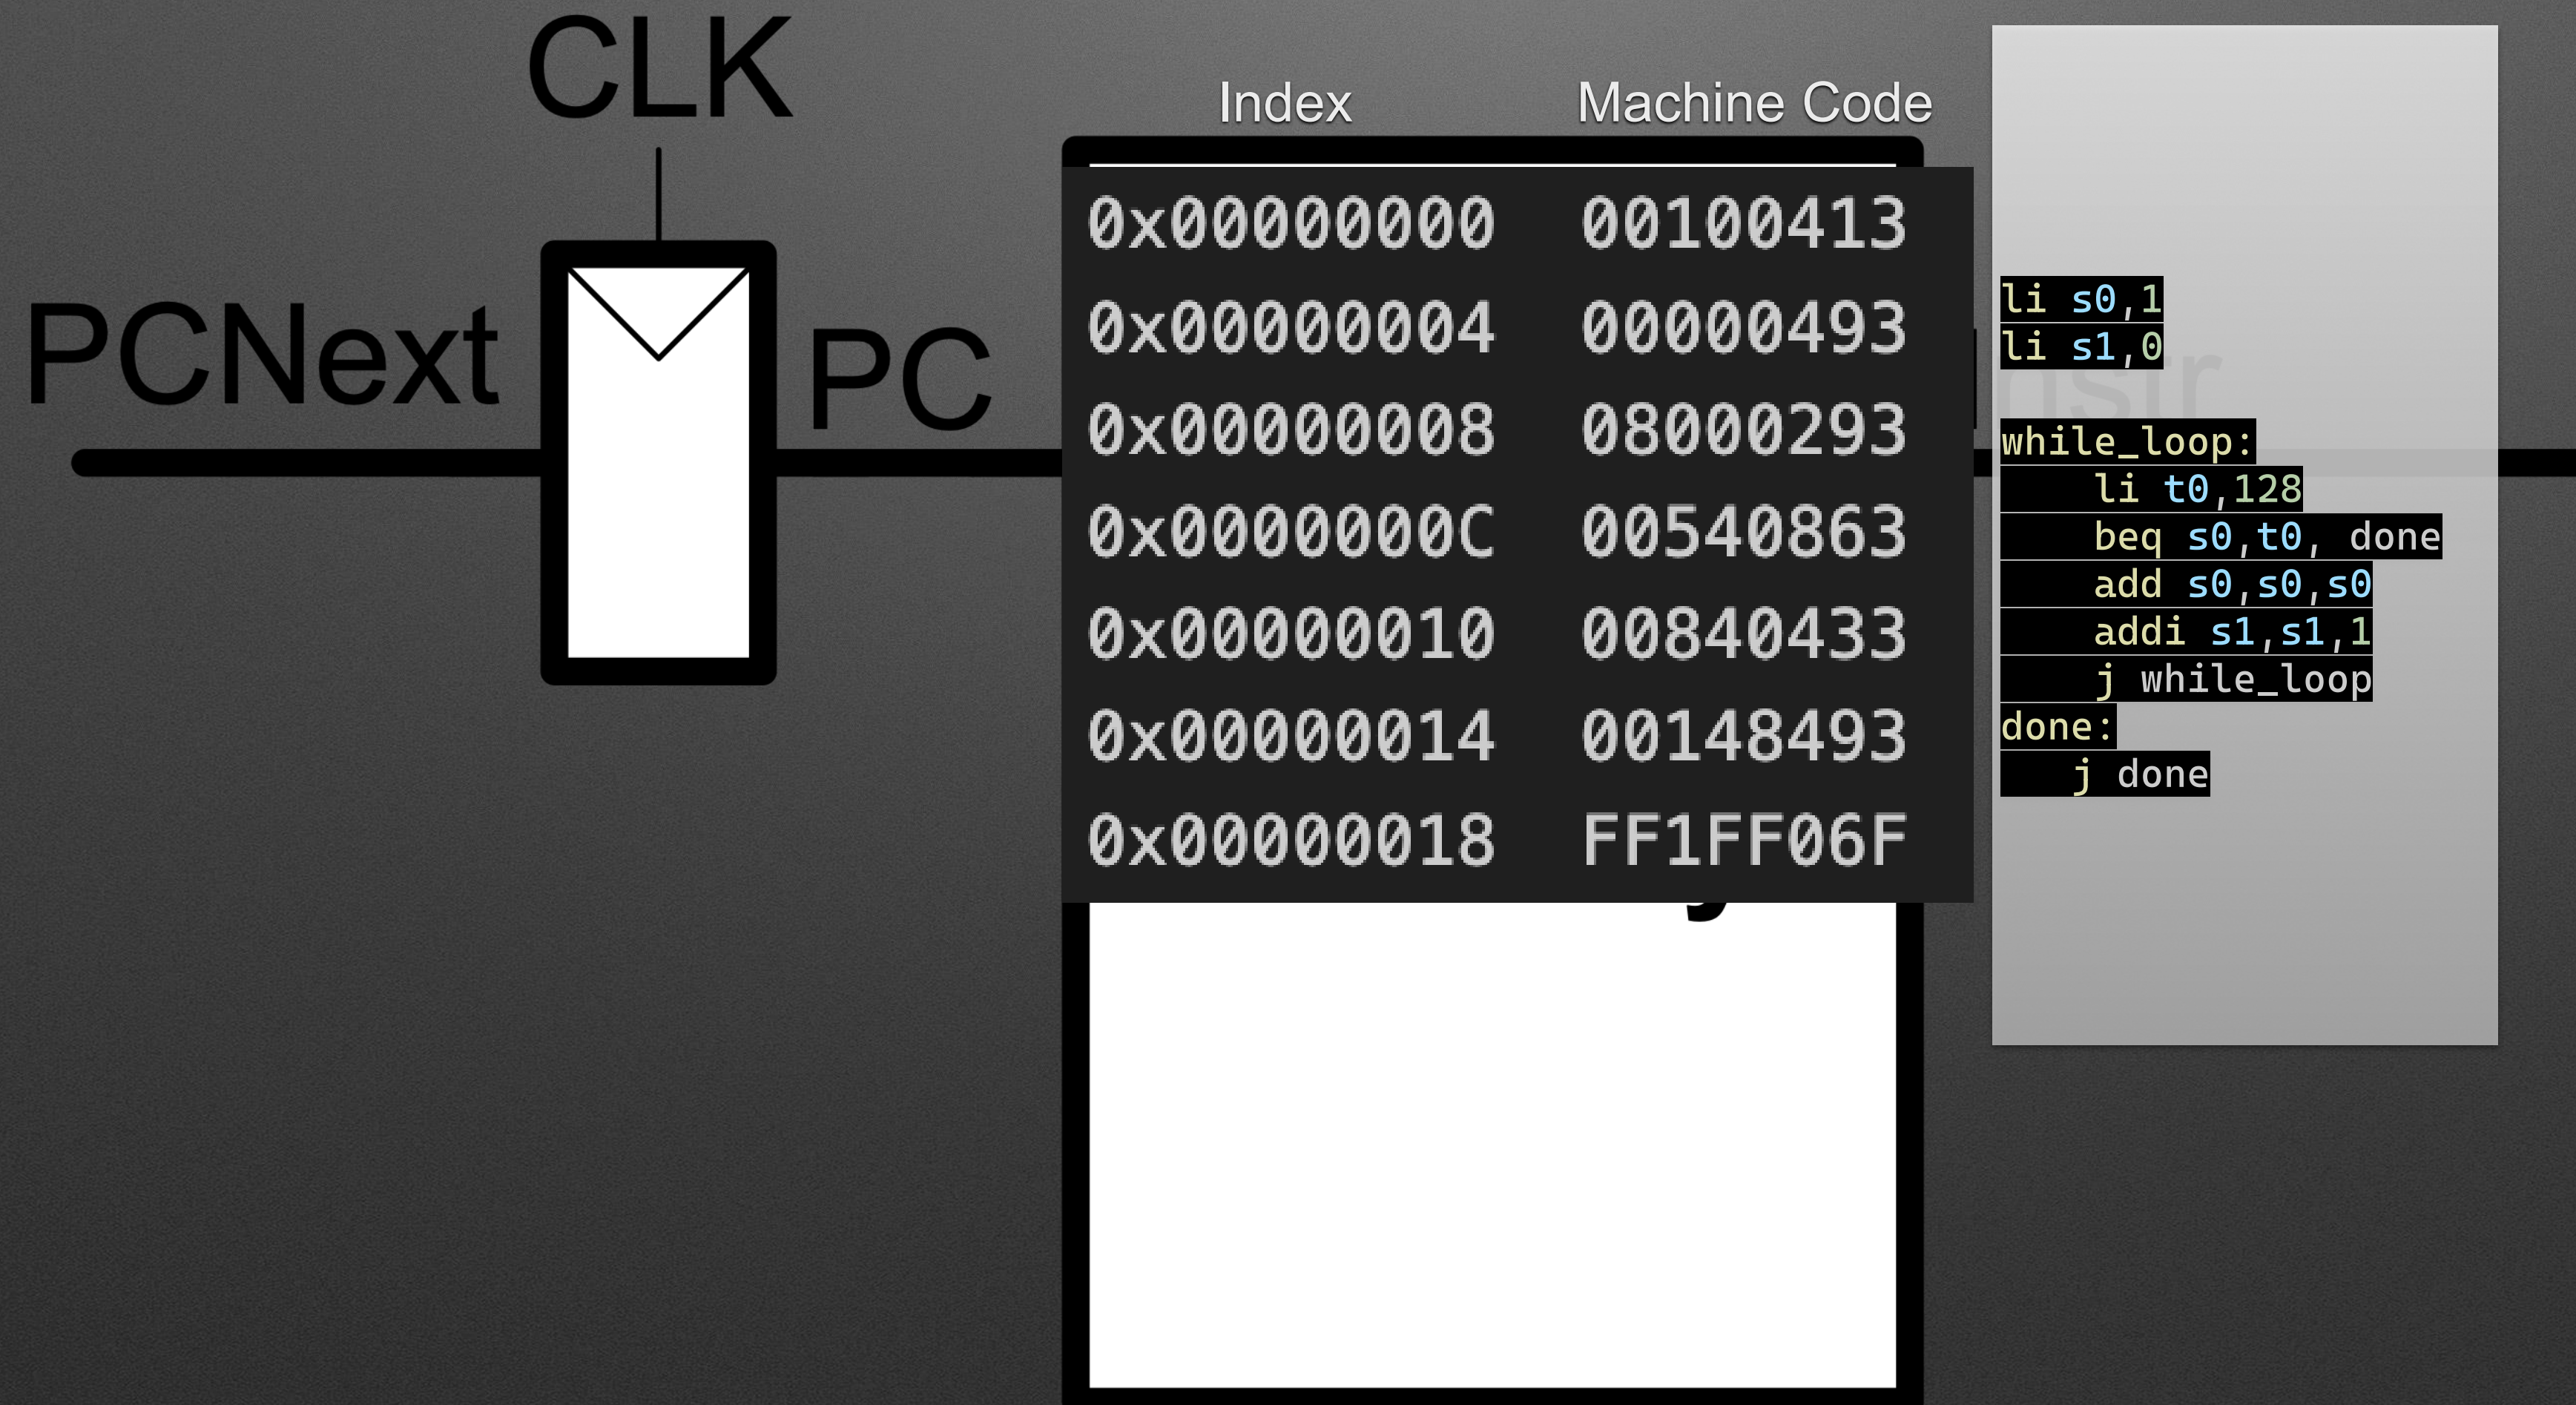 CLK
PCNext
PC
Index Machine Code
0x00000000 00100413
0x00000004 00000493
0x00000008 08000293
0x0000000C 00540863
0x00000010 00840433
0x00000014 00148493
0x00000018 FF1FF06F
li s0,1
li s1,0
while_loop:
li t0,128
beq s0,t0, done
add s0,s0,s0
addi s1,s1,1
j while_loop
done:
j done